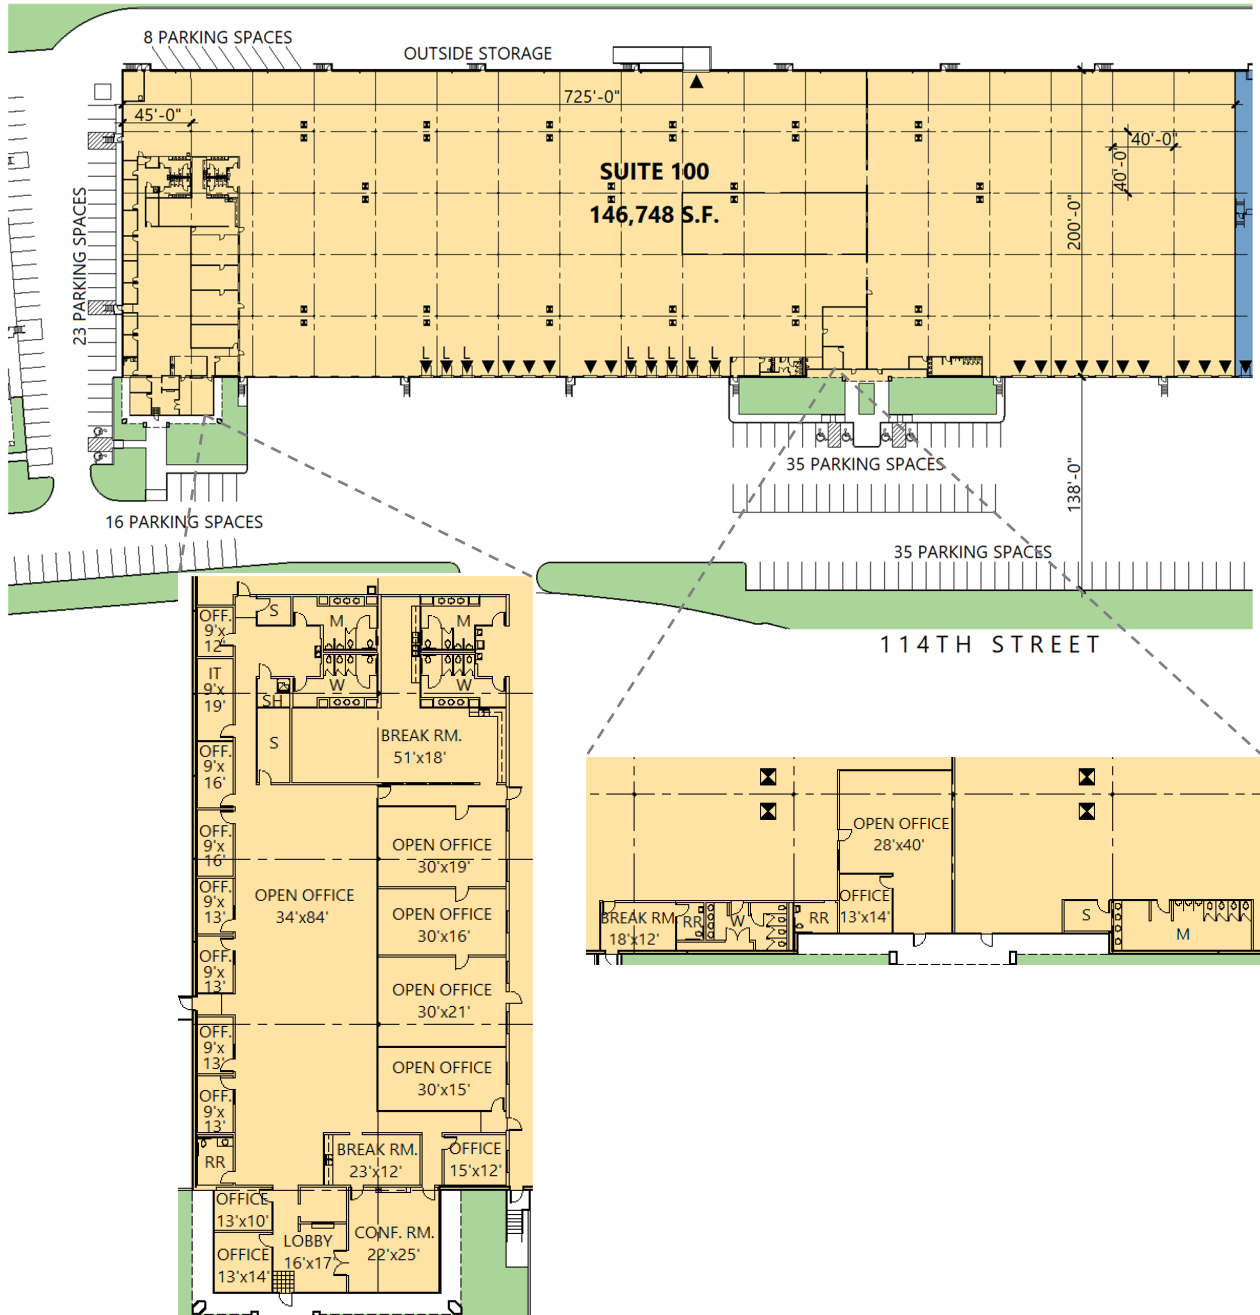 8 PARKING SPACES
OUTSIDE STORAGE
725'-0"
45'-0"
40'-0"
40'-0"
SUITE 100
146,748 S.F.
200'-0"
23 PARKING SPACES
L L L
L L L L L
35 PARKING SPACES
138'-0"
16 PARKING SPACES
35 PARKING SPACES
114TH STREET
OFF.
9'x
12'
S
M
M
IT
9'x
19'
SH
W
W
S
BREAK RM.
51'x18'
OFF.
9'x
16'
OFF.
9'x
16'
OPEN OFFICE
30'x19'
OFF.
9'x
13'
OPEN OFFICE
34'x84'
OPEN OFFICE
30'x16'
OFF.
9'x
13'
OPEN OFFICE
30'x21'
OFF.
9'x
13'
OPEN OFFICE
30'x15'
OFF.
9'x
13'
RR
BREAK RM.
23'x12'
OFFICE
15'x12'
OFFICE
13'x10'
LOBBY
16'x17'
CONF. RM.
22'x25'
OFFICE
13'x14'
OPEN OFFICE
28'x40'
BREAK RM.
18'x12'
RR
W
RR
OFFICE
13'x14'
S
M